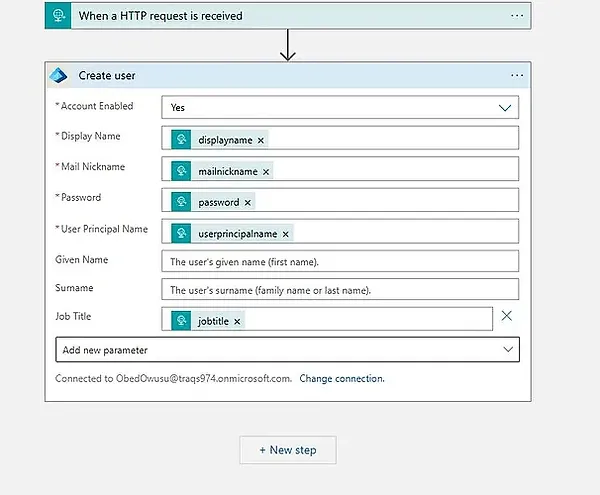 When a HTTP request is received ...
Create user ...
* Account Enabled Yes
* Display Name displayname ×
* Mail Nickname mailnickname ×
* Password password ×
* User Principal Name userprincipalname ×
Given Name The user's given name (first name).
Surname The user's surname (family name or last name).
Job Title jobtitle ×
Add new parameter
Connected to ObedOwusu@traqs974.onmicrosoft.com. Change connection.
+ New step